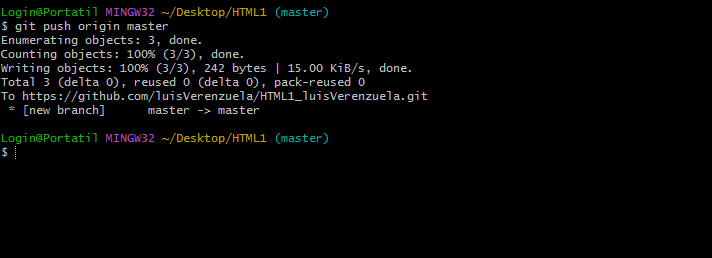 Login@Portatil MINGW32 ~/Desktop/HTML1 (master)
$ git push origin master
Enumerating objects: 3, done.
Counting objects: 100% (3/3), done.
Writing objects: 100% (3/3), 242 bytes | 15.00 KiB/s, done.
Total 3 (delta 0), reused 0 (delta 0), pack-reused 0
To https://github.com/luisVerenzuela/HTML1_luisVerenzuela.git
 * [new branch]      master -> master
Login@Portatil MINGW32 ~/Desktop/HTML1 (master)
$